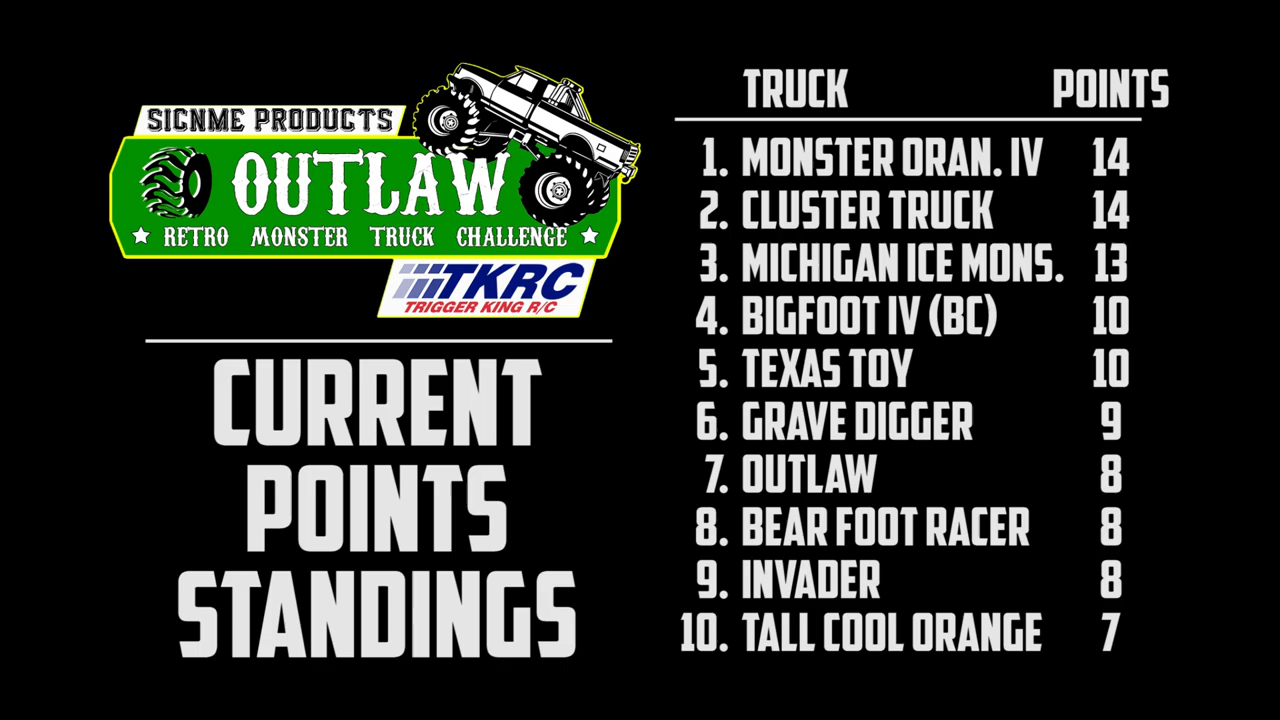 SICNME PRODUCTS
OUTLAW
RETRO MONSTER TRUCK CHALLENGE
TKRC
TRIGGER KING R/C
CURRENT
POINTS
STANDINGS
TRUCK POINTS
1. MONSTER ORAN. IV 14
2. CLUSTER TRUCK 14
3. MICHIGAN ICE MONS. 13
4. BIGFOOT IV (BC) 10
5. TEXAS TOY 10
6. GRAVE DIGGER 9
7. OUTLAW 8
8. BEAR FOOT RACER 8
9. INVADER 8
10. TALL COOL ORANGE 7